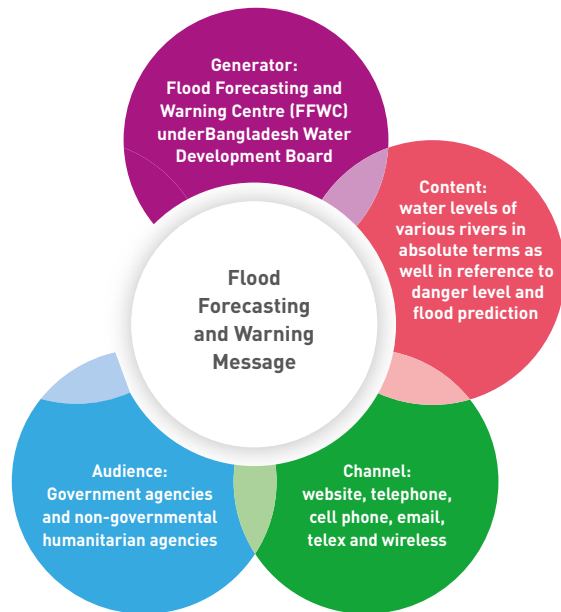 Generator:
Flood Forecasting and
Warning Centre (FFWC)
underBangladesh Water
Development Board
Content:
water levels of
various rivers in
absolute terms as
well in reference to
danger level and
flood prediction
Flood
Forecasting
and Warning
Message
Audience:
Government agencies
and non-governmental
humanitarian agencies
Channel:
website, telephone,
cell phone, email,
telex and wireless